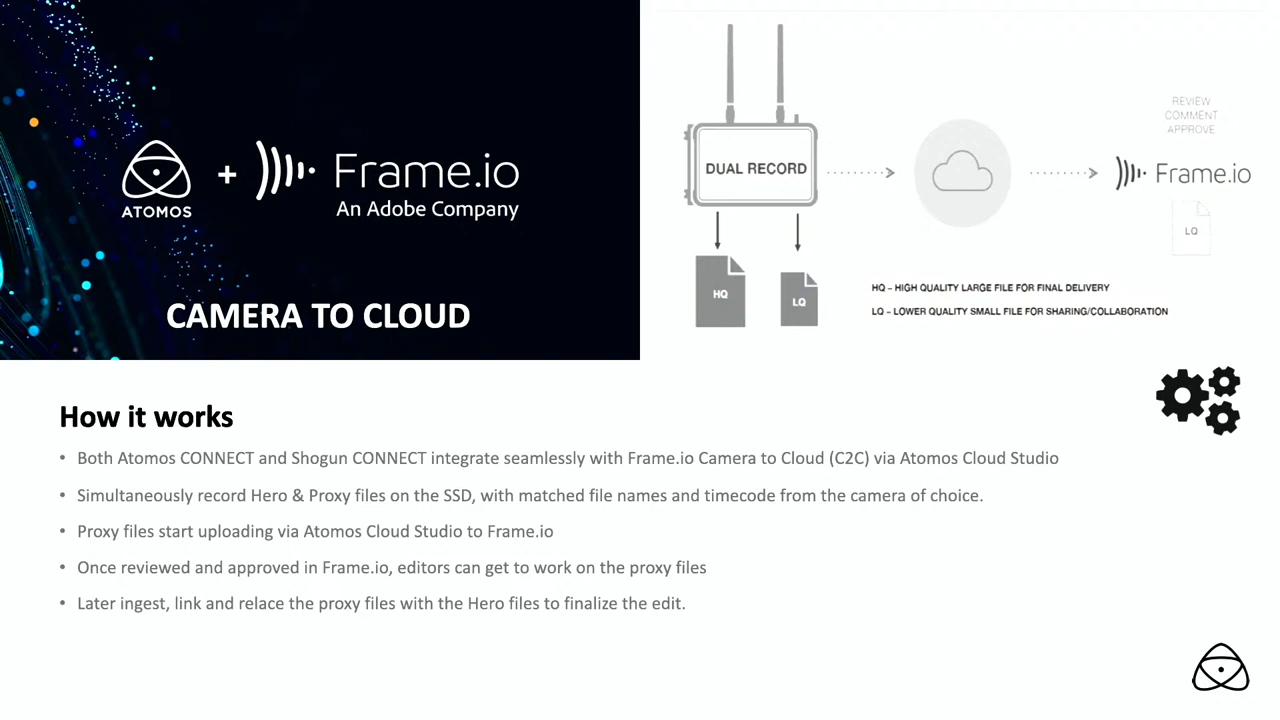 ATOMOS
+
Frame.io
An Adobe Company
CAMERA TO CLOUD
DUAL RECORD
HQ
LQ
REVIEW
COMMENT
APPROVE
Frame.io
LQ
HQ – HIGH QUALITY LARGE FILE FOR FINAL DELIVERY
LQ – LOWER QUALITY SMALL FILE FOR SHARING/COLLABORATION
How it works
• Both Atomos CONNECT and Shogun CONNECT integrate seamlessly with Frame.io Camera to Cloud (C2C) via Atomos Cloud Studio
• Simultaneously record Hero & Proxy files on the SSD, with matched file names and timecode from the camera of choice.
• Proxy files start uploading via Atomos Cloud Studio to Frame.io
• Once reviewed and approved in Frame.io, editors can get to work on the proxy files
• Later ingest, link and relace the proxy files with the Hero files to finalize the edit.